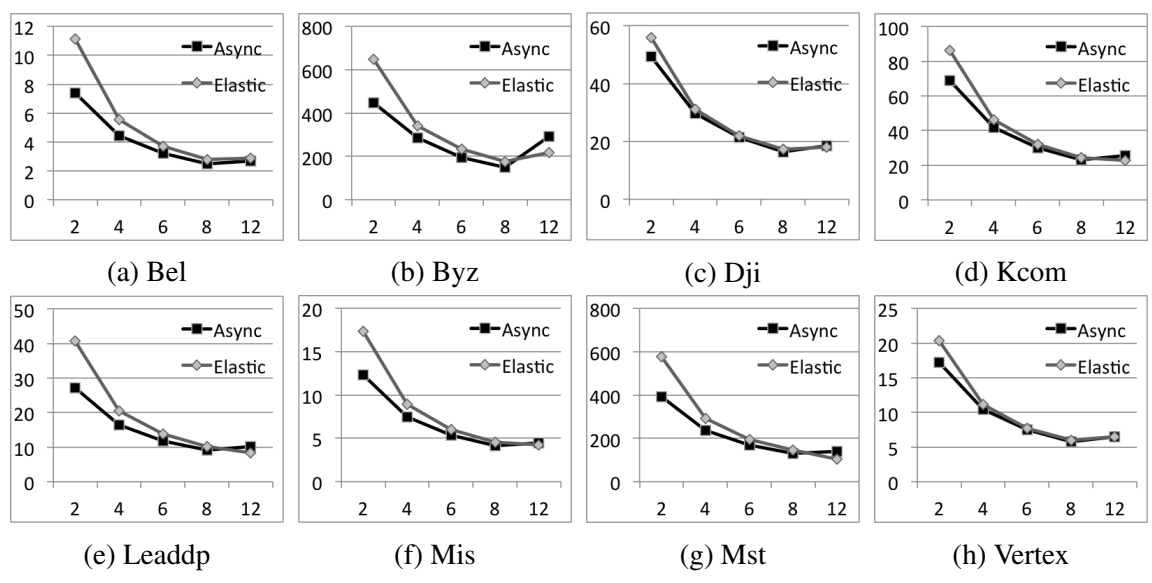 12
10
8
6
4
2
0
Async
Elastic
2 4 6 8 12
(a) Bel
800
600
400
200
0
Async
Elastic
2 4 6 8 12
(b) Byz
60
40
20
0
Async
Elastic
2 4 6 8 12
(c) Dji
100
80
60
40
20
0
Async
Elastic
2 4 6 8 12
(d) Kcom
50
40
30
20
10
0
Async
Elastic
2 4 6 8 12
(e) Leaddp
20
15
10
5
0
Async
Elastic
2 4 6 8 12
(f) Mis
800
600
400
200
0
Async
Elastic
2 4 6 8 12
(g) Mst
25
20
15
10
5
0
Async
Elastic
2 4 6 8 12
(h) Vertex